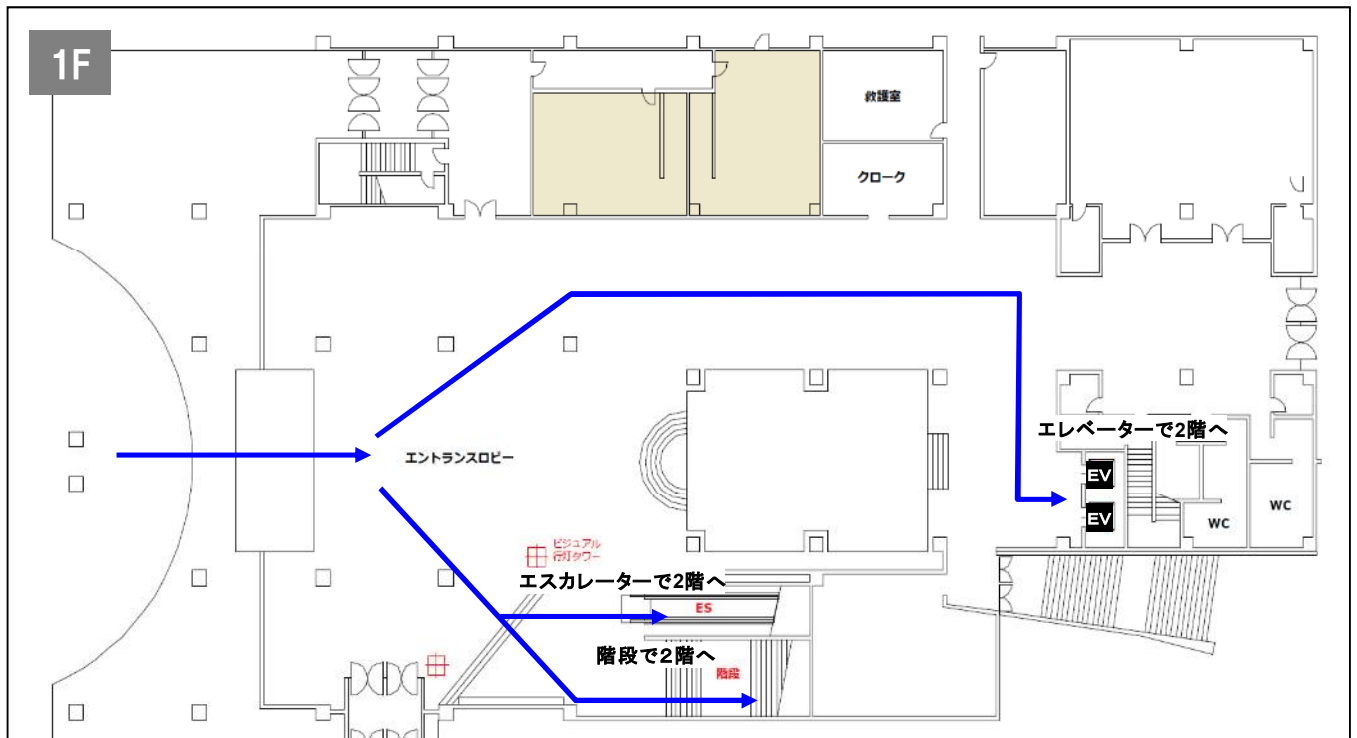 1F
救護室
クローク
エレベーターで2階へ
エントランスロビー
EV
EV
WC
WC
ビジュアル
行灯タワー
エスカレーターで2階へ
ES
階段で2階へ
階段